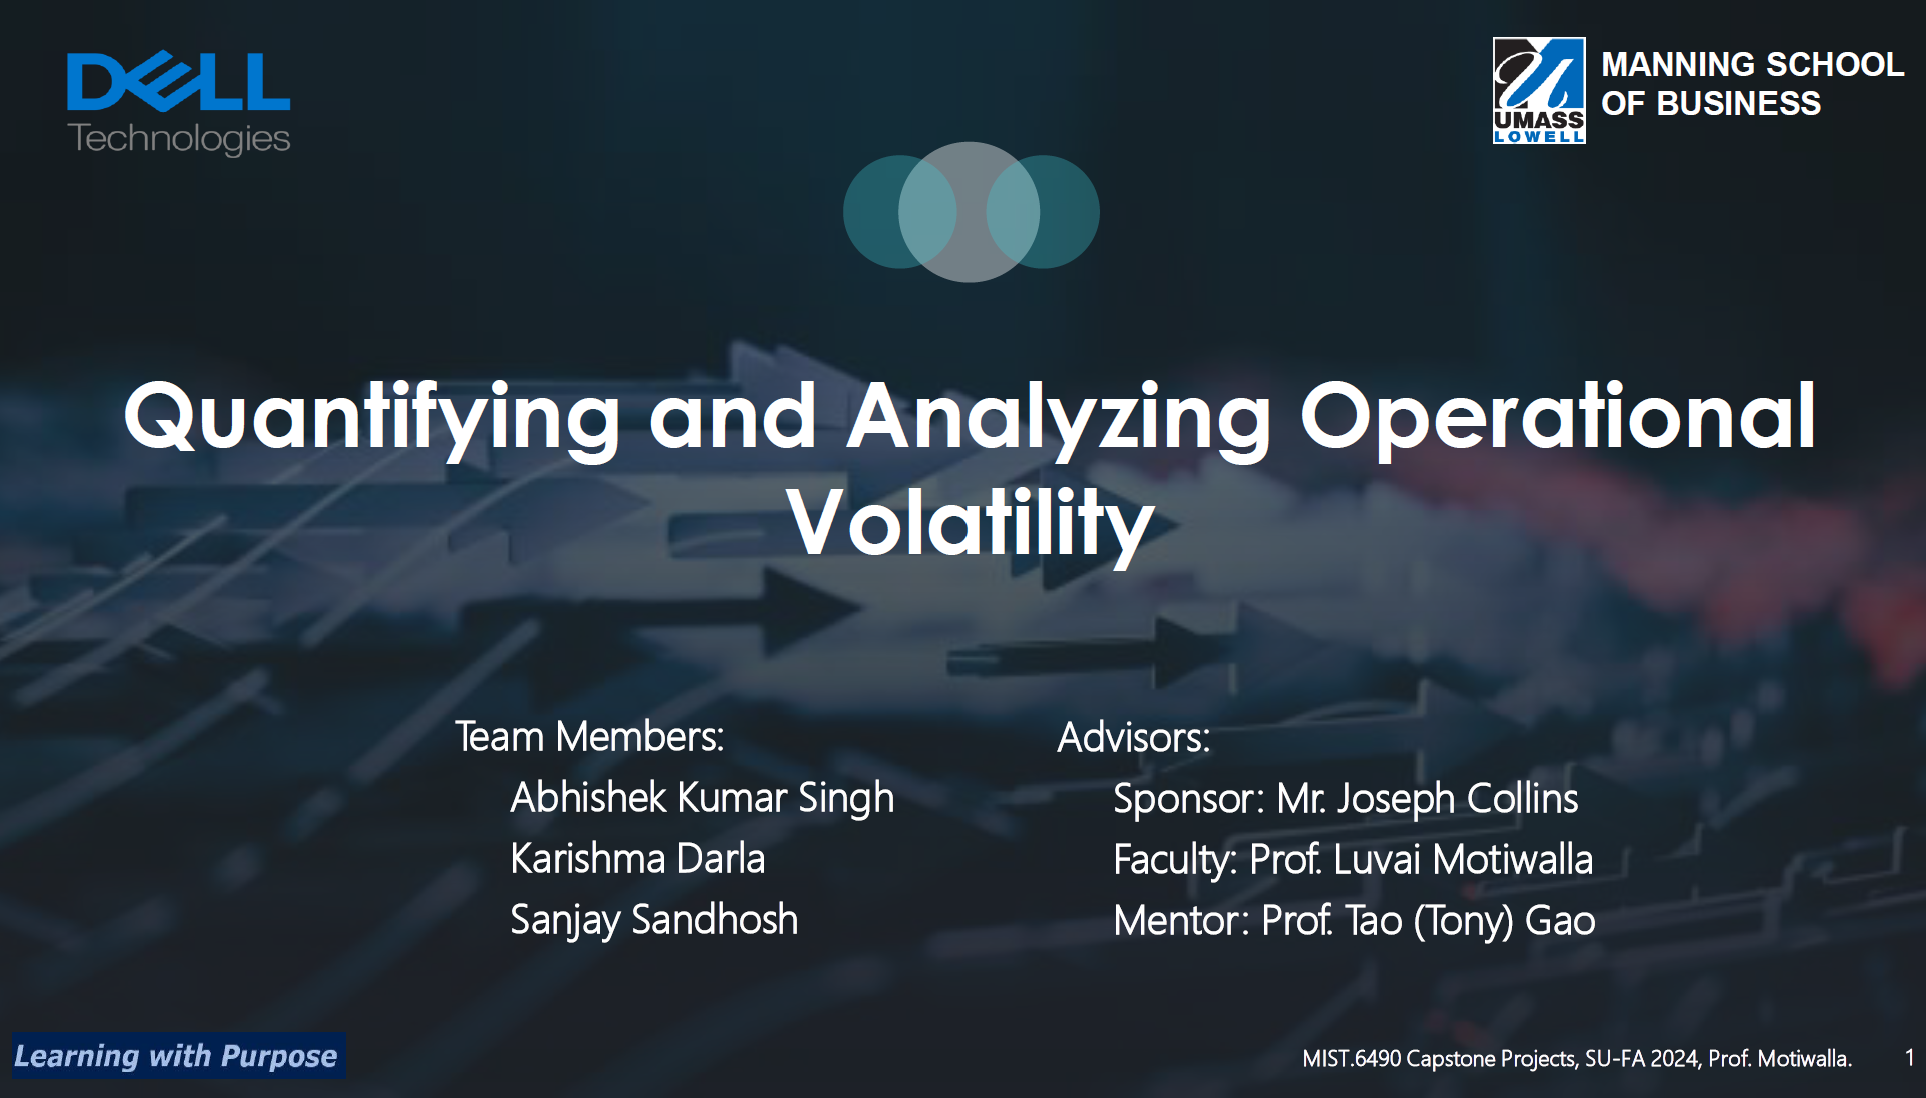 DELL
Technologies
UMASS
LOWELL
MANNING SCHOOL
OF BUSINESS
Quantifying and Analyzing Operational
Volatility
Team Members:
Abhishek Kumar Singh
Karishma Darla
Sanjay Sandhosh
Advisors:
Sponsor: Mr. Joseph Collins
Faculty: Prof. Luvai Motiwalla
Mentor: Prof. Tao (Tony) Gao
Learning with Purpose
MIST.6490 Capstone Projects, SU-FA 2024, Prof. Motiwalla.
1